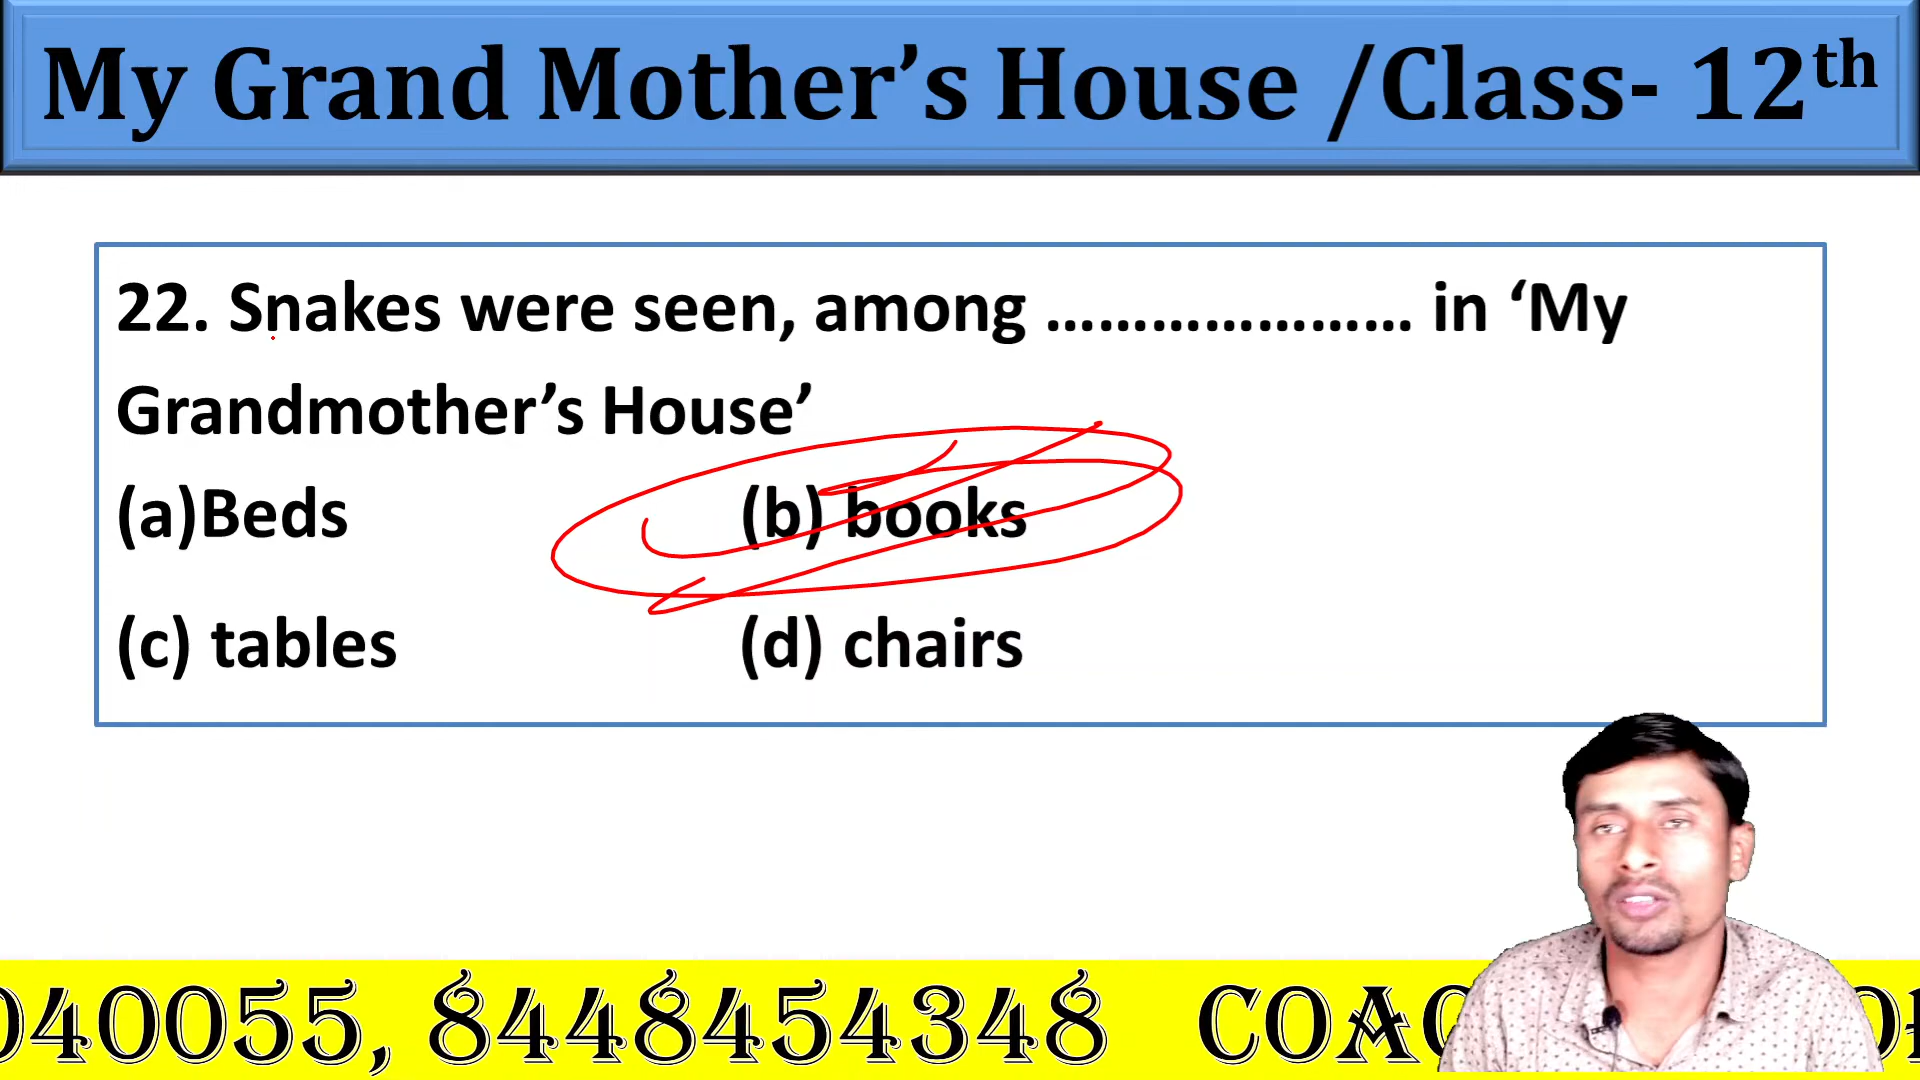 My Grand Mother’s House /Class- 12th
22. Snakes were seen, among ………………… in ‘My
Grandmother’s House’
(a)Beds (b) books
(c) tables (d) chairs
040055, 8448454348 COA